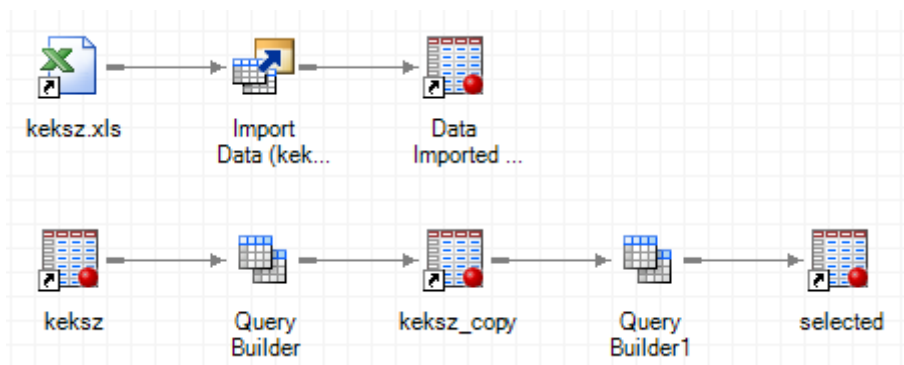 keksz.xls
Import
Data (kek...
Data
Imported ...
keksz
Query
Builder
keksz_copy
Query
Builder1
selected